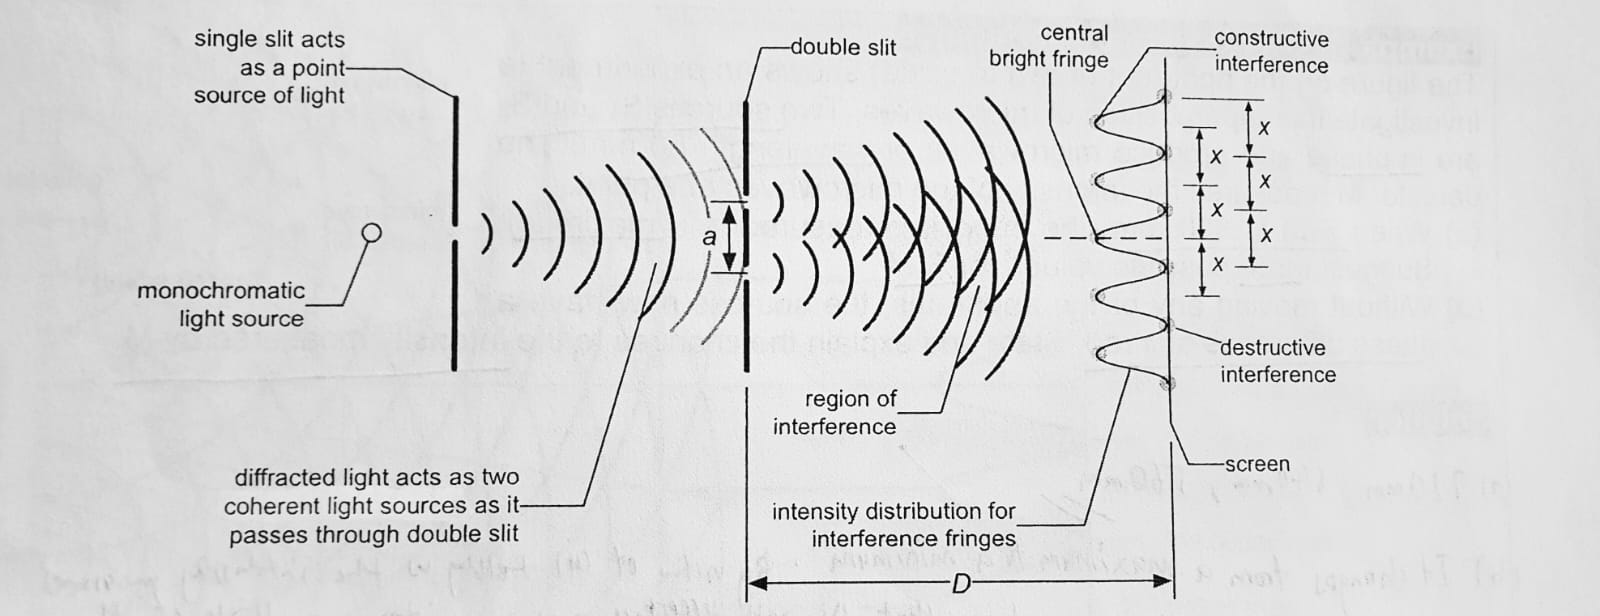 single slit acts
as a point
source of light
monochromatic
light source
diffracted light acts as two
coherent light sources as it
passes through double slit
double slit
a
region of
interference
intensity distribution for
interference fringes
D
central
bright fringe
constructive
interference
x
x
x
x
x
x
destructive
interference
screen